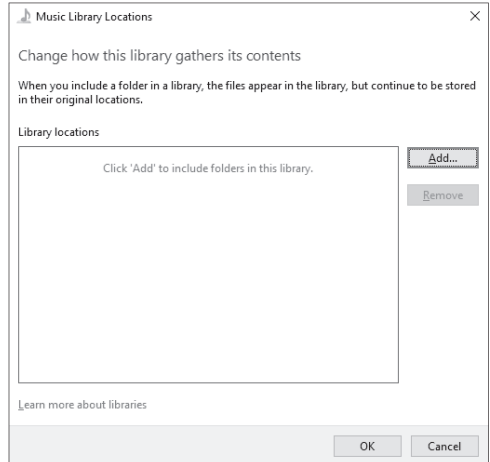 Music Library Locations
Change how this library gathers its contents
When you include a folder in a library, the files appear in the library, but continue to be stored
in their original locations.
Library locations
Click 'Add' to include folders in this library.
Add...
Remove
Learn more about libraries
OK
Cancel